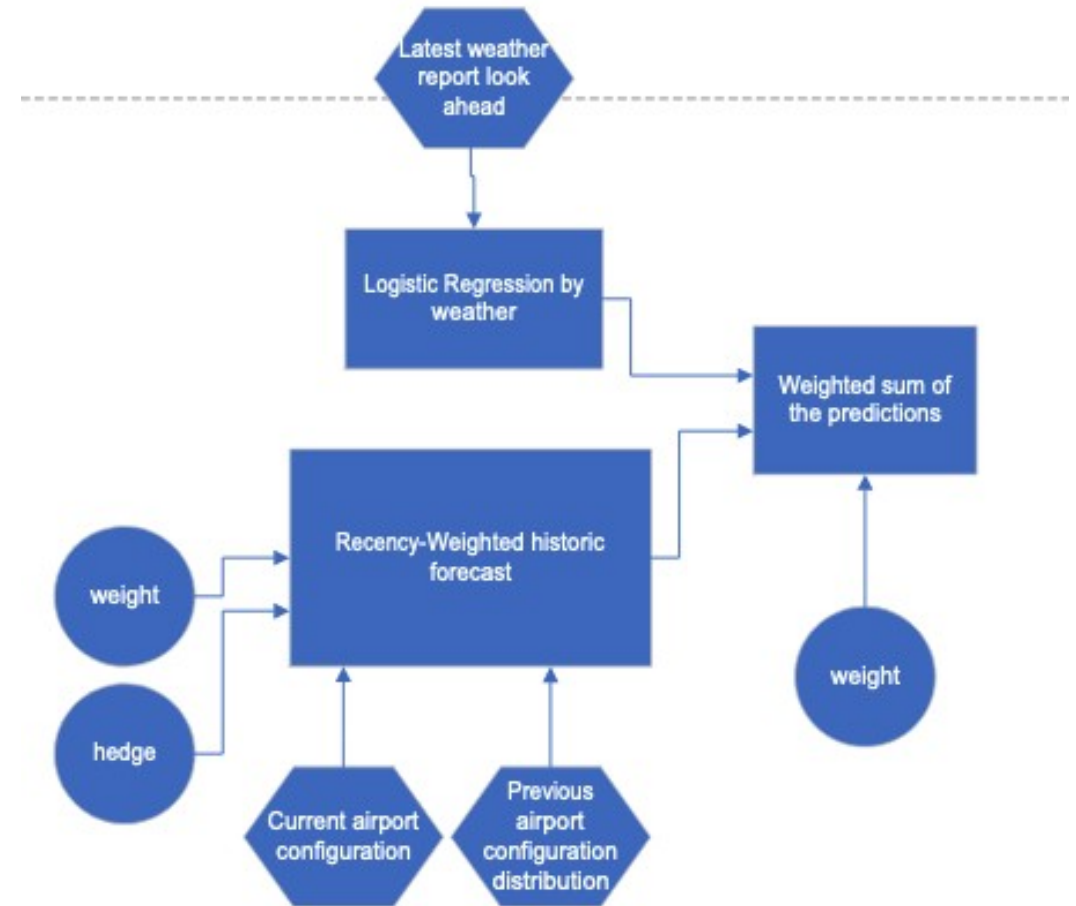 Latest weather
report look
ahead
Logistic Regression by
weather
Weighted sum of
the predictions
Recency-Weighted historic
forecast
weight
weight
hedge
Current airport
configuration
Previous
airport
configuration
distribution